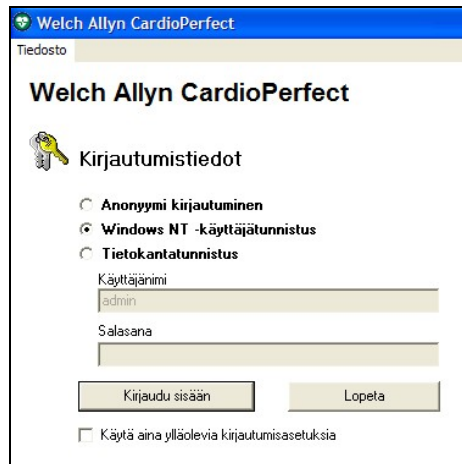 Welch Allyn CardioPerfect
Tiedosto
Welch Allyn CardioPerfect
Kirjautumistiedot
Anonyymi kirjautuminen
Windows NT -käyttäjätunnistus
Tietokantatunnistus
Käyttäjänimi
admin
Salasana
Kirjaudu sisään Lopeta
Käytä aina ylläolevia kirjautumisasetuksia